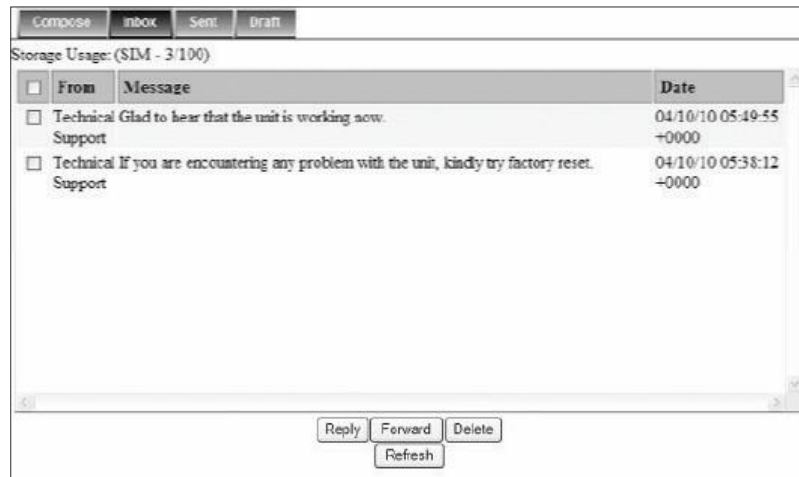 Compose Inbox Sent Draft
Storage Usage: (SIM - 3/100)
From Message Date
Technical Glad to hear that the unit is working now. 04/10/10 05:49:55
Support +0000
Technical If you are encountering any problem with the unit, kindly try factory reset. 04/10/10 05:38:12
Support +0000
Reply Forward Delete
Refresh